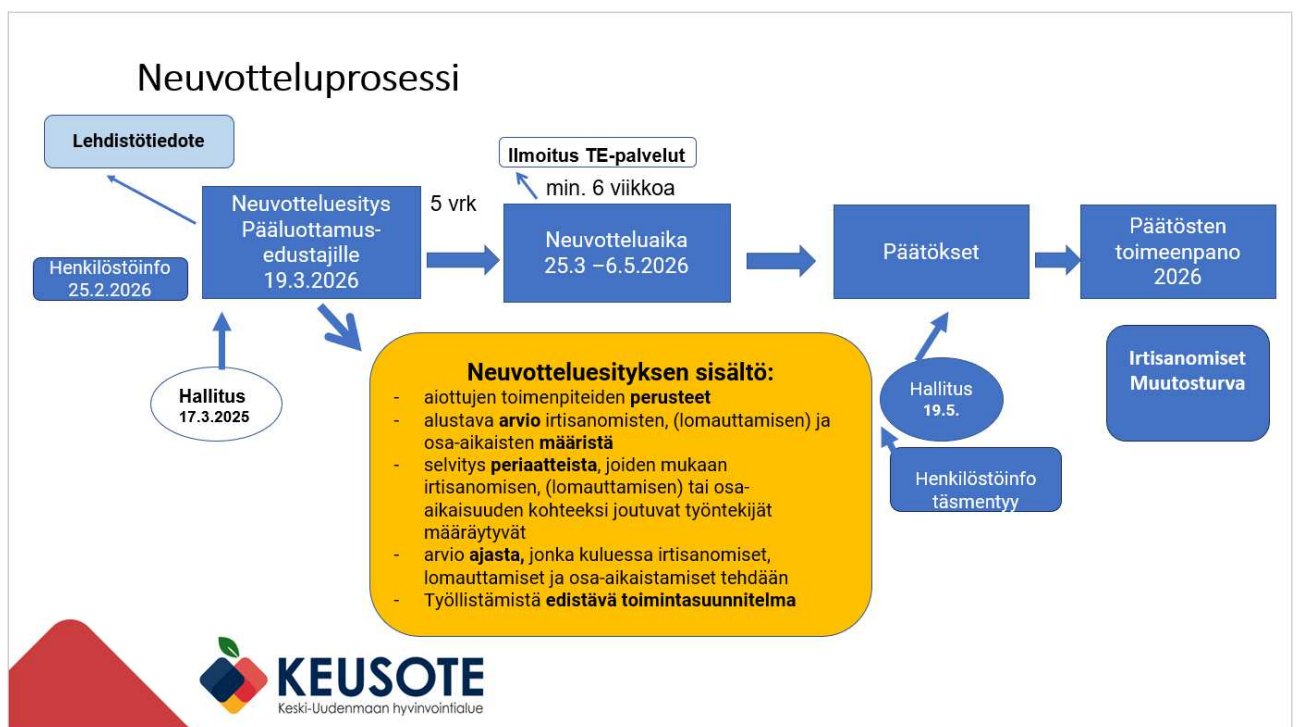 Neuvotteluprosessi
Lehdistötiedote
Ilmoitus TE-palvelut
min. 6 viikkoa
Neuvotteluesitys
Pääluottamus-
edustajille
19.3.2026
5 vrk
Neuvotteluaika
25.3 –6.5.2026
Päätökset
Päätösten
toimeenpano
2026
Henkilöstöinfo
25.2.2026
Hallitus
17.3.2025
Neuvotteluesityksen sisältö:
- aiottujen toimenpiteiden perusteet
- alustava arvio irtisanomisten, (lomauttamisen) ja
osa-aikaisten määristä
- selvitys periaatteista, joiden mukaan
irtisanomisen, (lomauttamisen) tai osa-
aikaisuuden kohteeksi joutuvat työntekijät
määräytyvät
- arvio ajasta, jonka kuluessa irtisanomiset,
lomauttamiset ja osa-aikaistamiset tehdään
- Työllistämistä edistävä toimintasuunnitelma
Hallitus
19.5.
Henkilöstöinfo
täsmentyy
Irtisanomiset
Muutosturva
KEUSOTE
Keski-Uudenmaan hyvinvointialue